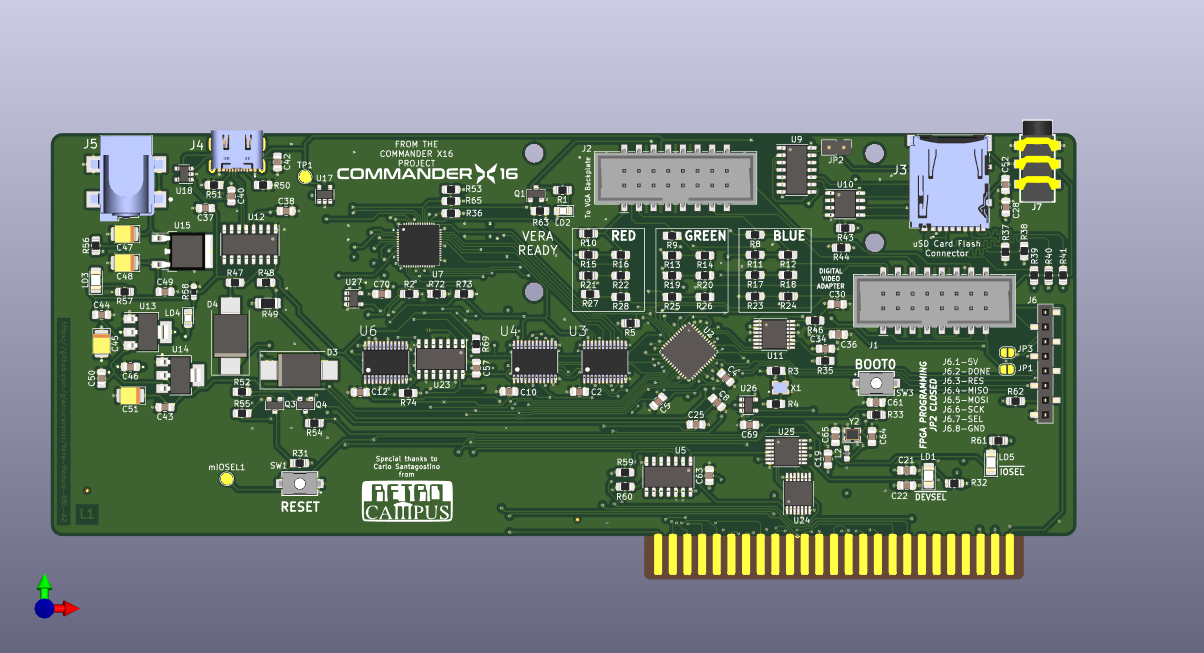 J5
J4
FROM THE
COMMANDER X16
PROJECT
COMMANDER X16
J2
To VGA Backplate
U9
JP2
J3
C52
C28
J7
TP1
C42
U18
R51
C40
R50
U17
C37
C38
R53
R65
R36
Q1
R1
R63
LD2
U10
R43
R44
uSD Card Flash
Connector
R37
R38
R39
R40
R41
U15
U12
R56
C47
C48
LD3
R57
C49
R58
R47
R48
R49
U7
VERA
READY
R10
RED
R15
R16
R21
R22
R27
R28
R9
GREEN
R13
R14
R19
R20
R25
R26
R8
BLUE
R11
R12
R17
R18
R23
R24
DIGITAL
VIDEO
ADAPTER
C30
J1
J6
U27
C70
R72
R73
C44
U13
LD4
D4
C45
U14
C46
C50
C51
C43
D3
R52
R55
Q3
Q4
R54
U6
C12
U23
R74
R69
C57
U4
C10
U3
C2
R5
U2
C25
U11
R46
C34
C36
R35
R3
X1
R4
U26
C69
BOOT0
SW3
C61
R33
FPGA PROGRAMMING
JP2 CLOSED
J6.1-5V
J6.2-DONE
J6.3-RES
J6.4-MISO
J6.5-MOSI
J6.6-SCK
J6.7-SEL
J6.8-GND
JP3
JP1
R62
R61
LD5
IOSEL
Y2
C65
C64
C19
U25
U24
C21
C22
LD1
DEVSEL
R32
mIOSEL1
SW1
R31
RESET
Special thanks to
Carlo Santagostino
from
RETRO
CAMPUS
R59
R60
U5
C63
L1